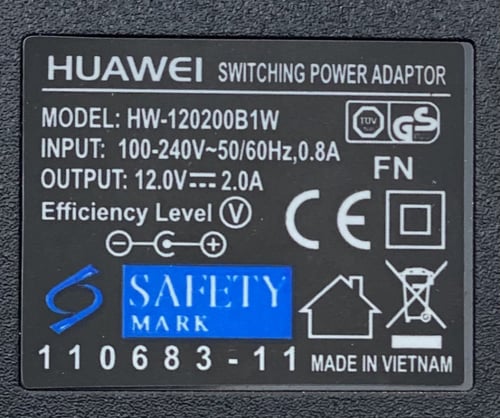 HUAWEI SWITCHING POWER ADAPTOR
MODEL: HW-120200B1W
INPUT: 100-240V~50/60Hz,0.8A
OUTPUT: 12.0V⎓2.0A
Efficiency Level Ⓥ
TÜV GS
FN
CE
SAFETY
MARK
110683-11
MADE IN VIETNAM